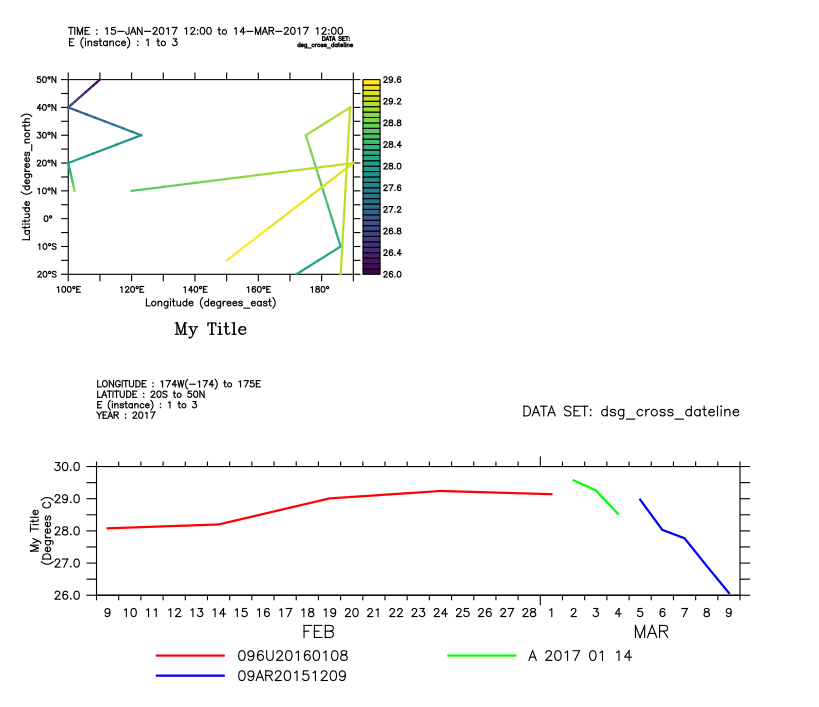 TIME : 15-JAN-2017 12:00 to 14-MAR-2017 12:00
E (instance) : 1 to 3
DATA SET:
dsg_cross_dateline
50°N
40°N
30°N
20°N
10°N
0°
10°S
20°S
Latitude (degrees_north)
100°E 120°E 140°E 160°E 180°
Longitude (degrees_east)
29.6
29.2
28.8
28.4
28.0
27.6
27.2
26.8
26.4
26.0
My Title
LONGITUDE : 174W(-174) to 175E
LATITUDE : 20S to 50N
E (instance) : 1 to 3
YEAR : 2017
DATA SET: dsg_cross_dateline
30.0
29.0
28.0
27.0
26.0
My Title
(Degrees C)
9 10 11 12 13 14 15 16 17 18 19 20 21 22 23 24 25 26 27 28 1 2 3 4 5 6 7 8 9
FEB MAR
096U20160108 A 2017 01 14
09AR20151209